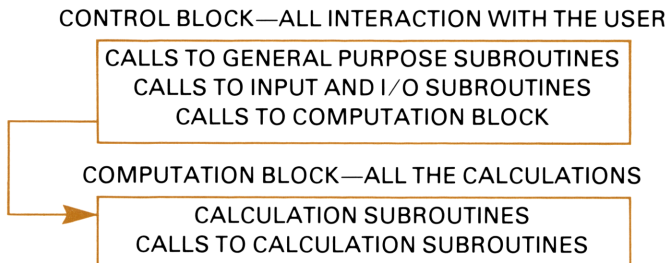 CONTROL BLOCK—ALL INTERACTION WITH THE USER
CALLS TO GENERAL PURPOSE SUBROUTINES
CALLS TO INPUT AND I/O SUBROUTINES
CALLS TO COMPUTATION BLOCK
COMPUTATION BLOCK—ALL THE CALCULATIONS
CALCULATION SUBROUTINES
CALLS TO CALCULATION SUBROUTINES